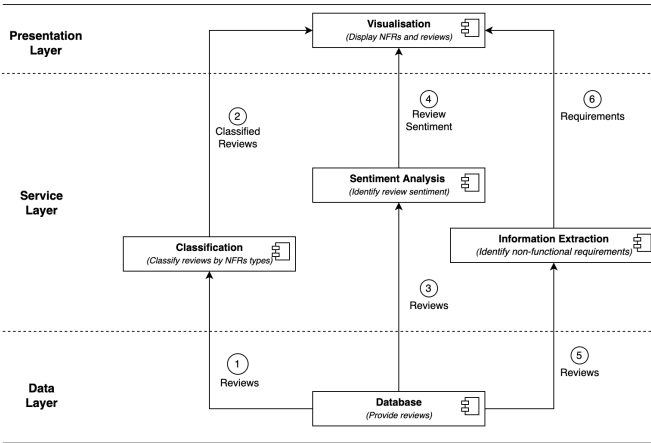 Presentation
Layer
Visualisation
(Display NFRs and reviews)
2
Classified
Reviews
4
Review
Sentiment
6
Requirements
Service
Layer
Sentiment Analysis
(Identify review sentiment)
Classification
(Classify reviews by NFRs types)
Information Extraction
(Identify non-functional requirements)
3
Reviews
1
Reviews
5
Reviews
Data
Layer
Database
(Provide reviews)